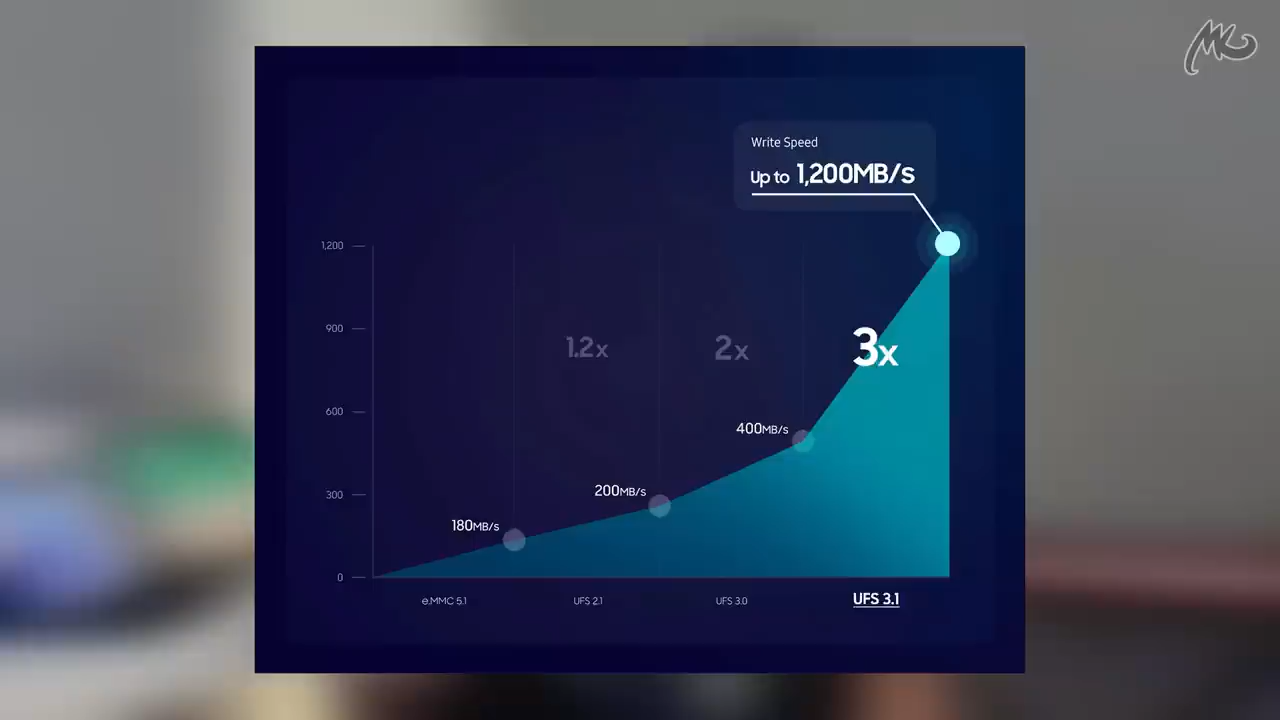 MK
Write Speed
Up to 1,200MB/s
1,200
900
600
300
0
1.2x
2x
3x
180MB/s
200MB/s
400MB/s
e.MMC 5.1
UFS 2.1
UFS 3.0
UFS 3.1